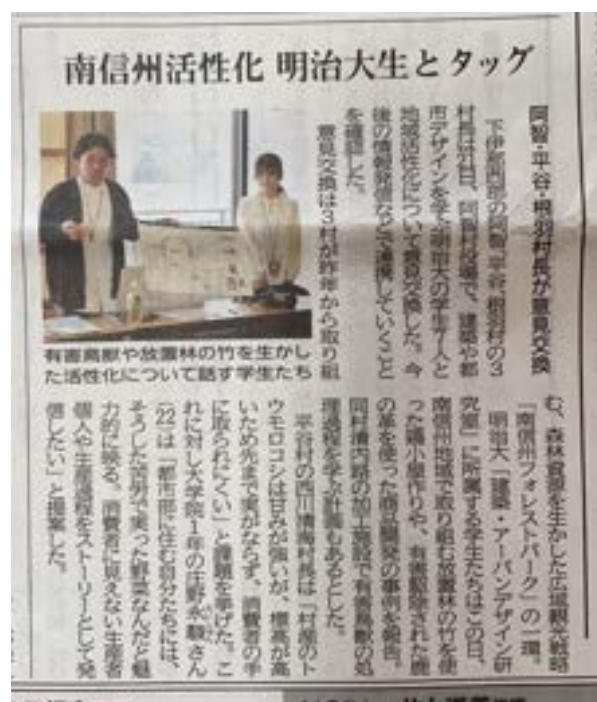 南信州活性化 明治大生とタッグ
阿智・平谷・根羽村長が意見交換
下伊那西部の阿智、平谷、根羽村の3
村長は21日、阿智村役場で、建築や都
市デザインを学ぶ明治大の学生7人と
地域活性化について意見交換した。今
後の情報発信などで連携していくこと
を確認した。
意見交換は3村が昨年から取り組
有害鳥獣や放置林の竹を生かし
た活性化について話す学生たち
む、森林資源を生かした広域観光戦略
「南信州フォレストパーク」の一環。
明治大「建築・アーバンデザイン研
究室」に所属する学生たちはこの日、
南信州地域で取り組む放置林の竹を使
った鶏小屋作りや、有害駆除された鹿
の革を使った商品開発の事例を報告。
同村清内路の加工施設で有害鳥獣の処
理過程を学ぶ計画もあるとした。
平谷村の西川清海村長は「村産のト
ウモロコシは甘みが強いが、標高が高
いため先まで実がならず、消費者の手
に取られにくい」と課題を挙げた。こ
れに対し大学院1年の庄野永駿さん
(22)は「都市部に住む自分たちには、
そうした労力で実った野菜なんだと魅
力的に映る。消費者に見えない生産者
個人や生産過程をストーリーとして発
信したい」と提案した。